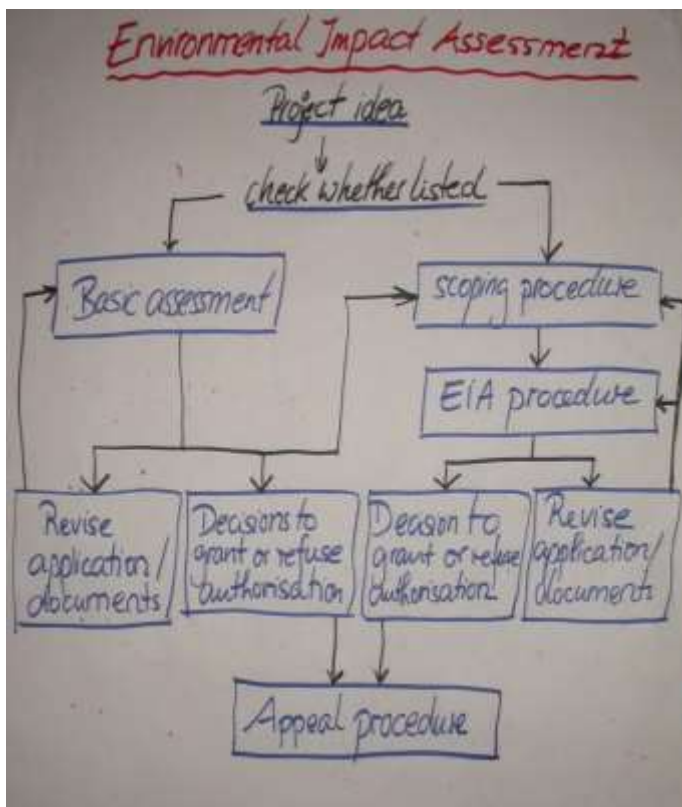 Environmental Impact Assessment
Project idea
check whether listed
Basic assessment
scoping procedure
EIA procedure
Revise
application/
documents
Decisions to
grant or refuse
authorisation
Decision to
grant or refuse
authorisation
Revise
application/
documents
Appeal procedure